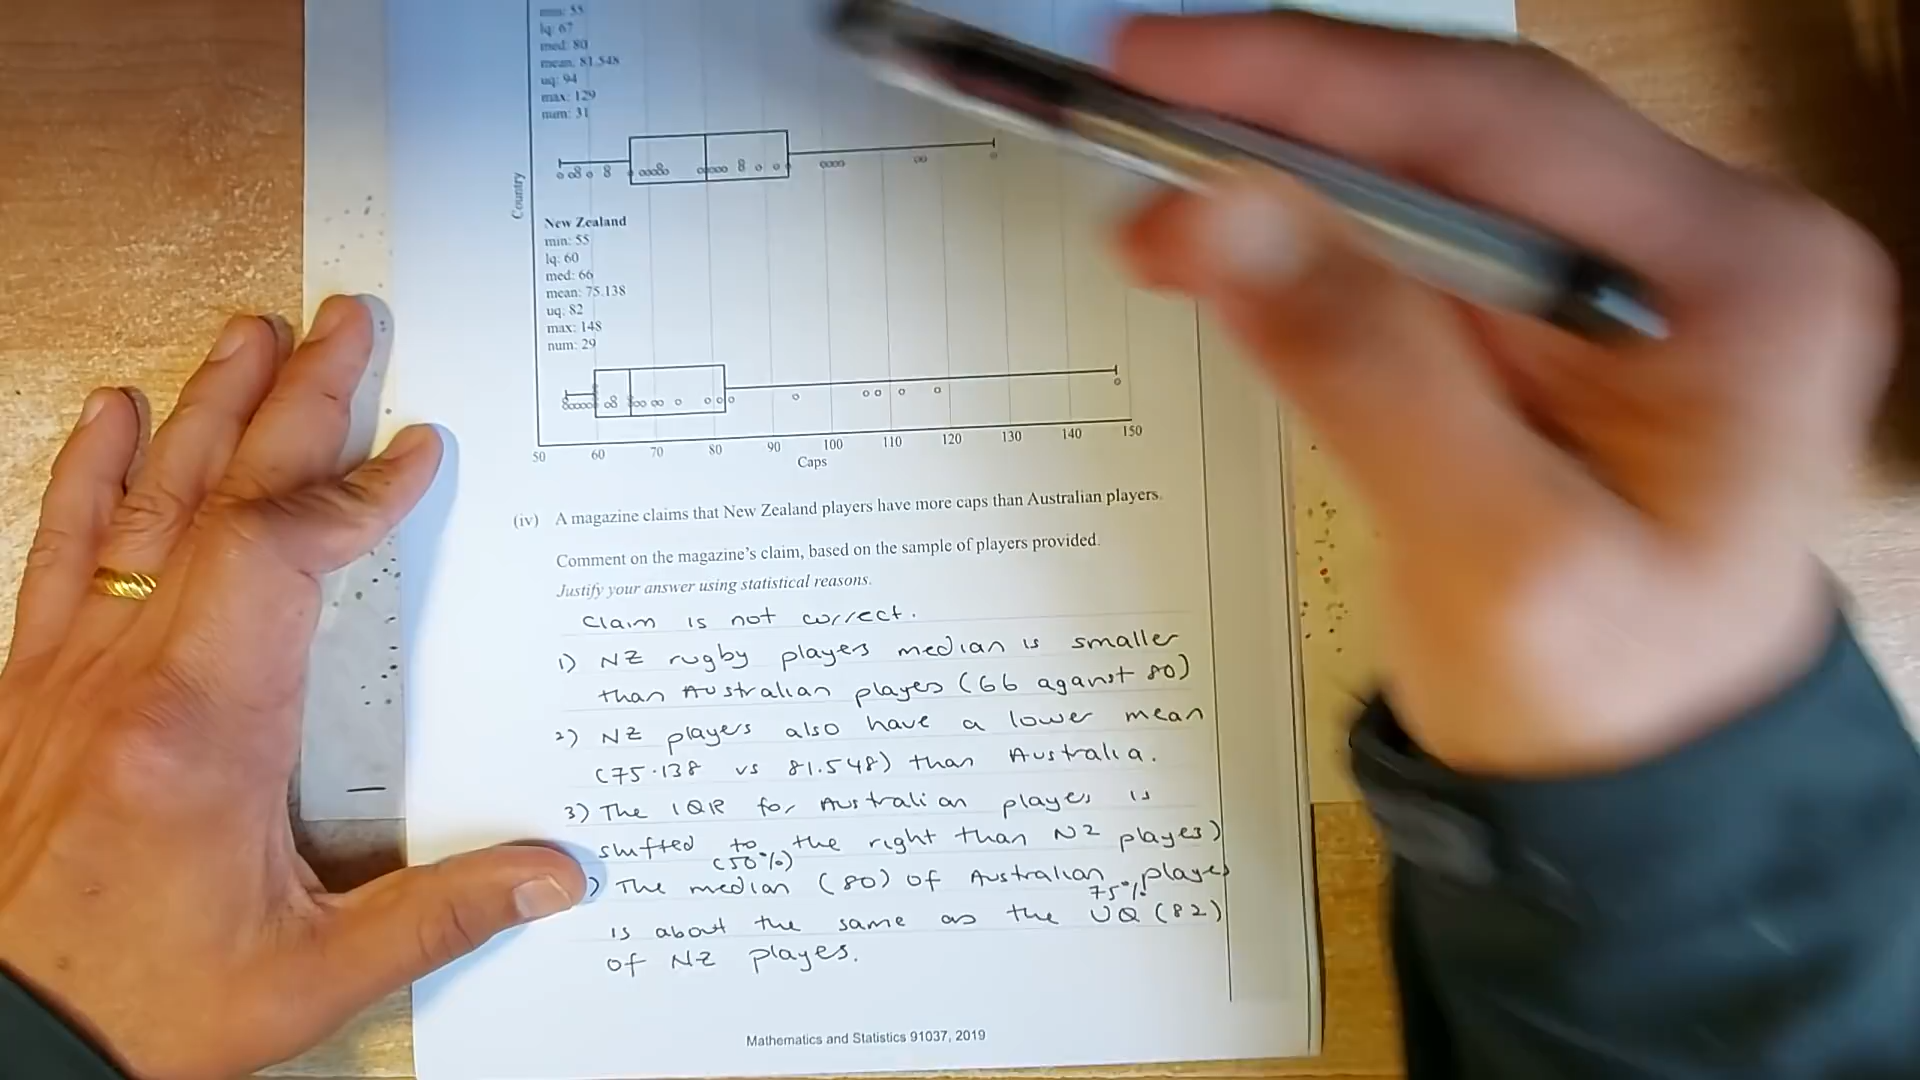 min: 55
lq: 67
med: 80
mean: 81.548
uq: 94
max: 129
num: 31
Country
New Zealand
min: 55
lq: 60
med: 66
mean: 75.138
uq: 82
max: 148
num: 29
50 60 70 80 90 100 110 120 130 140 150
Caps
(iv) A magazine claims that New Zealand players have more caps than Australian players.
Comment on the magazine's claim, based on the sample of players provided.
Justify your answer using statistical reasons.
Claim is not correct.
1) NZ rugby players median is smaller
than Australian playes (66 aganst 80)
2) NZ players also have a lower mean
(75.138 vs 81.548) than Australia.
3) The IQR for Australian playes is
shifted to the right than NZ playes)
(50%)
) The median (80) of Australian playes
75%
is about the same as the UQ (82)
of NZ playes.
Mathematics and Statistics 91037, 2019